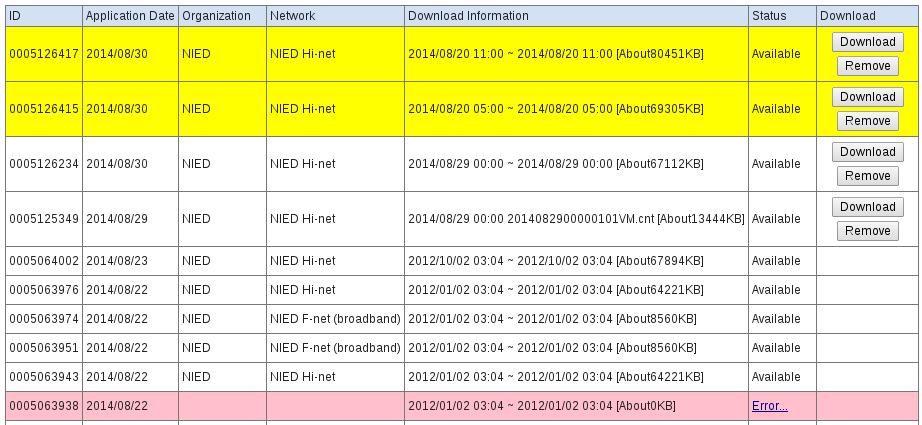 ID Application Date Organization Network Download Information Status Download
0005126417 2014/08/30 NIED NIED Hi-net 2014/08/20 11:00 ~ 2014/08/20 11:00 [About80451KB] Available Download
Remove
0005126415 2014/08/30 NIED NIED Hi-net 2014/08/20 05:00 ~ 2014/08/20 05:00 [About69305KB] Available Download
Remove
0005126234 2014/08/30 NIED NIED Hi-net 2014/08/29 00:00 ~ 2014/08/29 00:00 [About67112KB] Available Download
Remove
0005125349 2014/08/29 NIED NIED Hi-net 2014/08/29 00:00 2014082900000101VM.cnt [About13444KB] Available Download
Remove
0005064002 2014/08/23 NIED NIED Hi-net 2012/10/02 03:04 ~ 2012/10/02 03:04 [About67894KB] Available
0005063976 2014/08/22 NIED NIED Hi-net 2012/01/02 03:04 ~ 2012/01/02 03:04 [About64221KB] Available
0005063974 2014/08/22 NIED NIED F-net (broadband) 2012/01/02 03:04 ~ 2012/01/02 03:04 [About8560KB] Available
0005063951 2014/08/22 NIED NIED F-net (broadband) 2012/01/02 03:04 ~ 2012/01/02 03:04 [About8560KB] Available
0005063943 2014/08/22 NIED NIED Hi-net 2012/01/02 03:04 ~ 2012/01/02 03:04 [About64221KB] Available
0005063938 2014/08/22 2012/01/02 03:04 ~ 2012/01/02 03:04 [About0KB] Error...